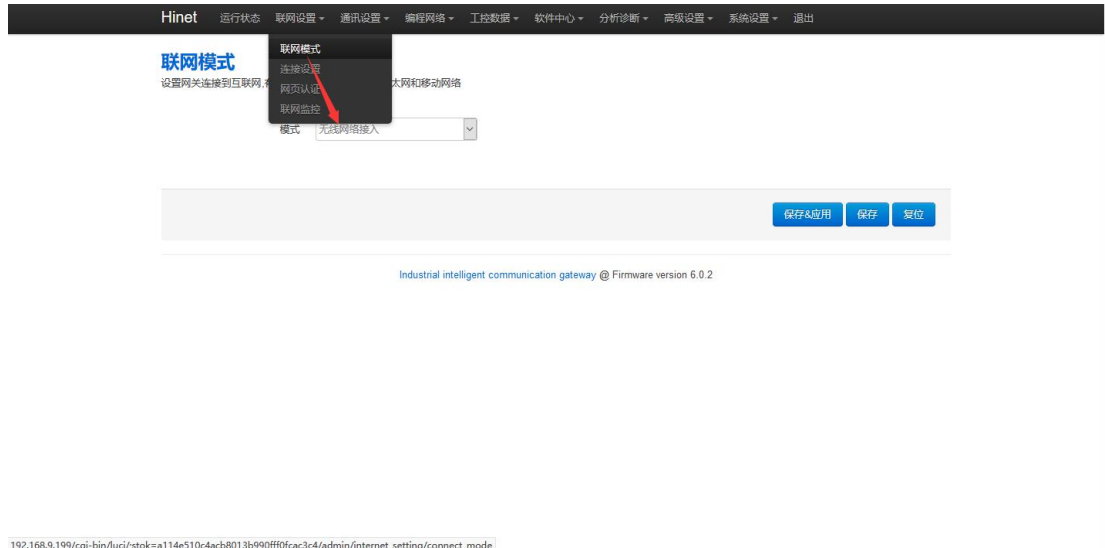 Hinet 运行状态 联网设置 通讯设置 编程网络 工控数据 软件中心 分析诊断 高级设置 系统设置 退出
联网模式
连接设置
网页认证
联网监控
联网模式
设置网关连接到互联网,
太网和移动网络
模式 无线网络接入
保存&应用 保存 复位
Industrial intelligent communication gateway @ Firmware version 6.0.2
192.168.9.199/cgi-bin/luci/;stok=a114e510c4acb8013b990fff0fcac3c4/admin/internet_setting/connect_mode